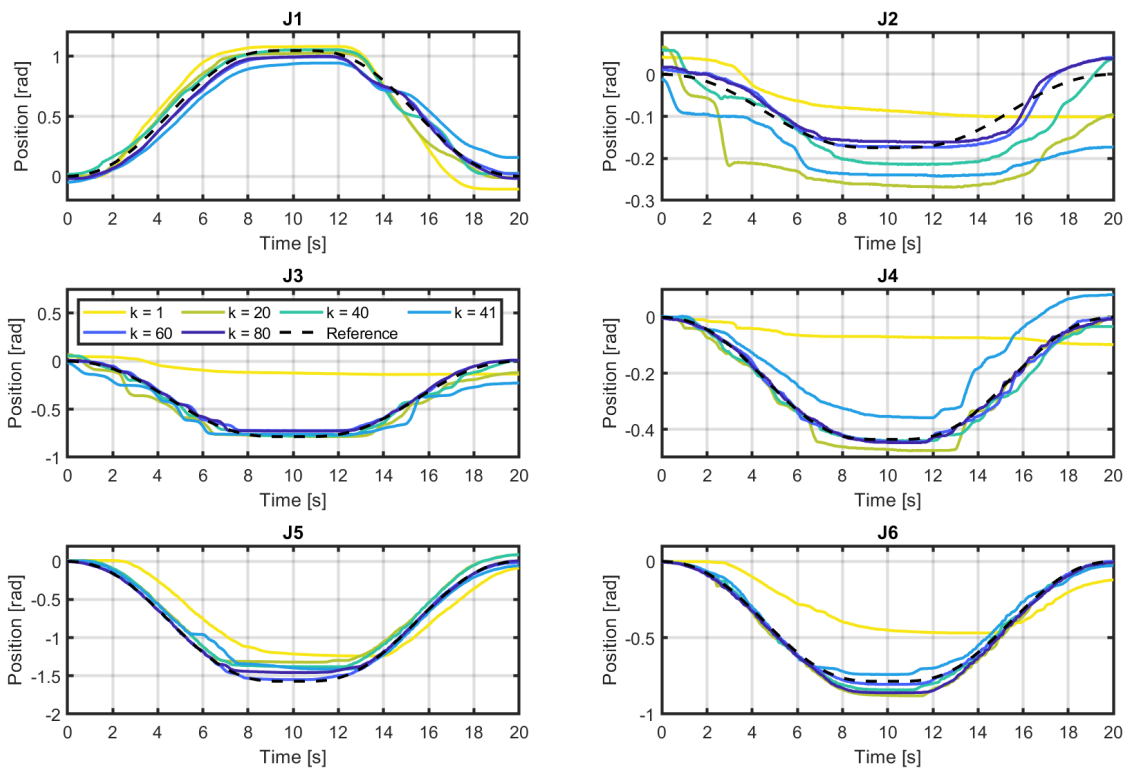 J1
Position [rad]
1
0.5
0
0 2 4 6 8 10 12 14 16 18 20
Time [s]
J2
Position [rad]
0
-0.1
-0.2
-0.3
0 2 4 6 8 10 12 14 16 18 20
Time [s]
J3
Position [rad]
0.5
0
-0.5
-1
k = 1 k = 20 k = 40 k = 41
k = 60 k = 80 Reference
0 2 4 6 8 10 12 14 16 18 20
Time [s]
J4
Position [rad]
0
-0.2
-0.4
0 2 4 6 8 10 12 14 16 18 20
Time [s]
J5
Position [rad]
0
-0.5
-1
-1.5
-2
0 2 4 6 8 10 12 14 16 18 20
Time [s]
J6
Position [rad]
0
-0.5
-1
0 2 4 6 8 10 12 14 16 18 20
Time [s]